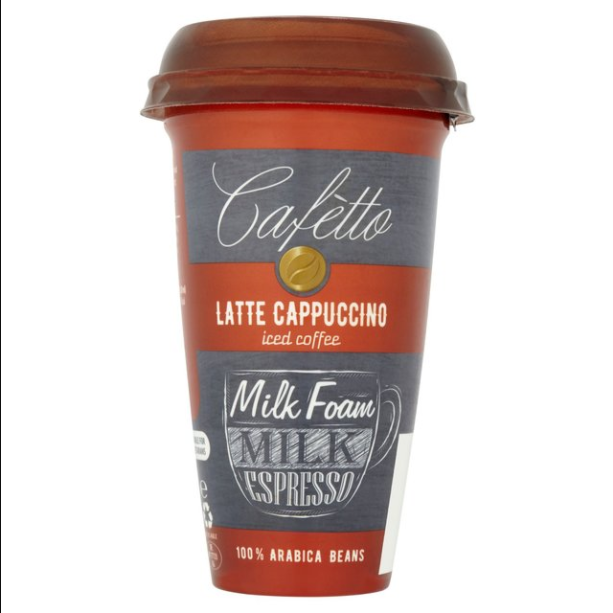 Cafètto
LATTE CAPPUCCINO
iced coffee
Milk Foam
MILK
ESPRESSO
100% ARABICA BEANS